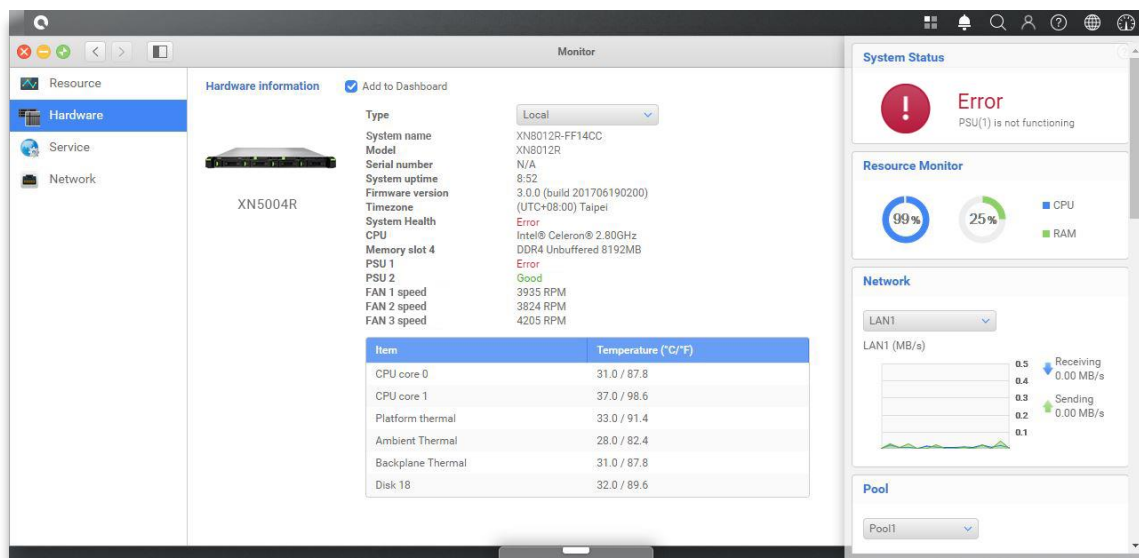 Monitor
Resource
Hardware
Service
Network
Hardware information
Add to Dashboard
XN5004R
Type Local
System name XN8012R-FF14CC
Model XN8012R
Serial number N/A
System uptime 8:52
Firmware version 3.0.0 (build 201706190200)
Timezone (UTC+08:00) Taipei
System Health Error
CPU Intel® Celeron® 2.80GHz
Memory slot 4 DDR4 Unbuffered 8192MB
PSU 1 Error
PSU 2 Good
FAN 1 speed 3935 RPM
FAN 2 speed 3824 RPM
FAN 3 speed 4205 RPM
Item Temperature (°C/°F)
CPU core 0 31.0 / 87.8
CPU core 1 37.0 / 98.6
Platform thermal 33.0 / 91.4
Ambient Thermal 28.0 / 82.4
Backplane Thermal 31.0 / 87.8
Disk 18 32.0 / 89.6
System Status
Error
PSU(1) is not functioning
Resource Monitor
99%
25%
CPU
RAM
Network
LAN1
LAN1 (MB/s)
0.5
0.4
0.3
0.2
0.1
Receiving
0.00 MB/s
Sending
0.00 MB/s
Pool
Pool1